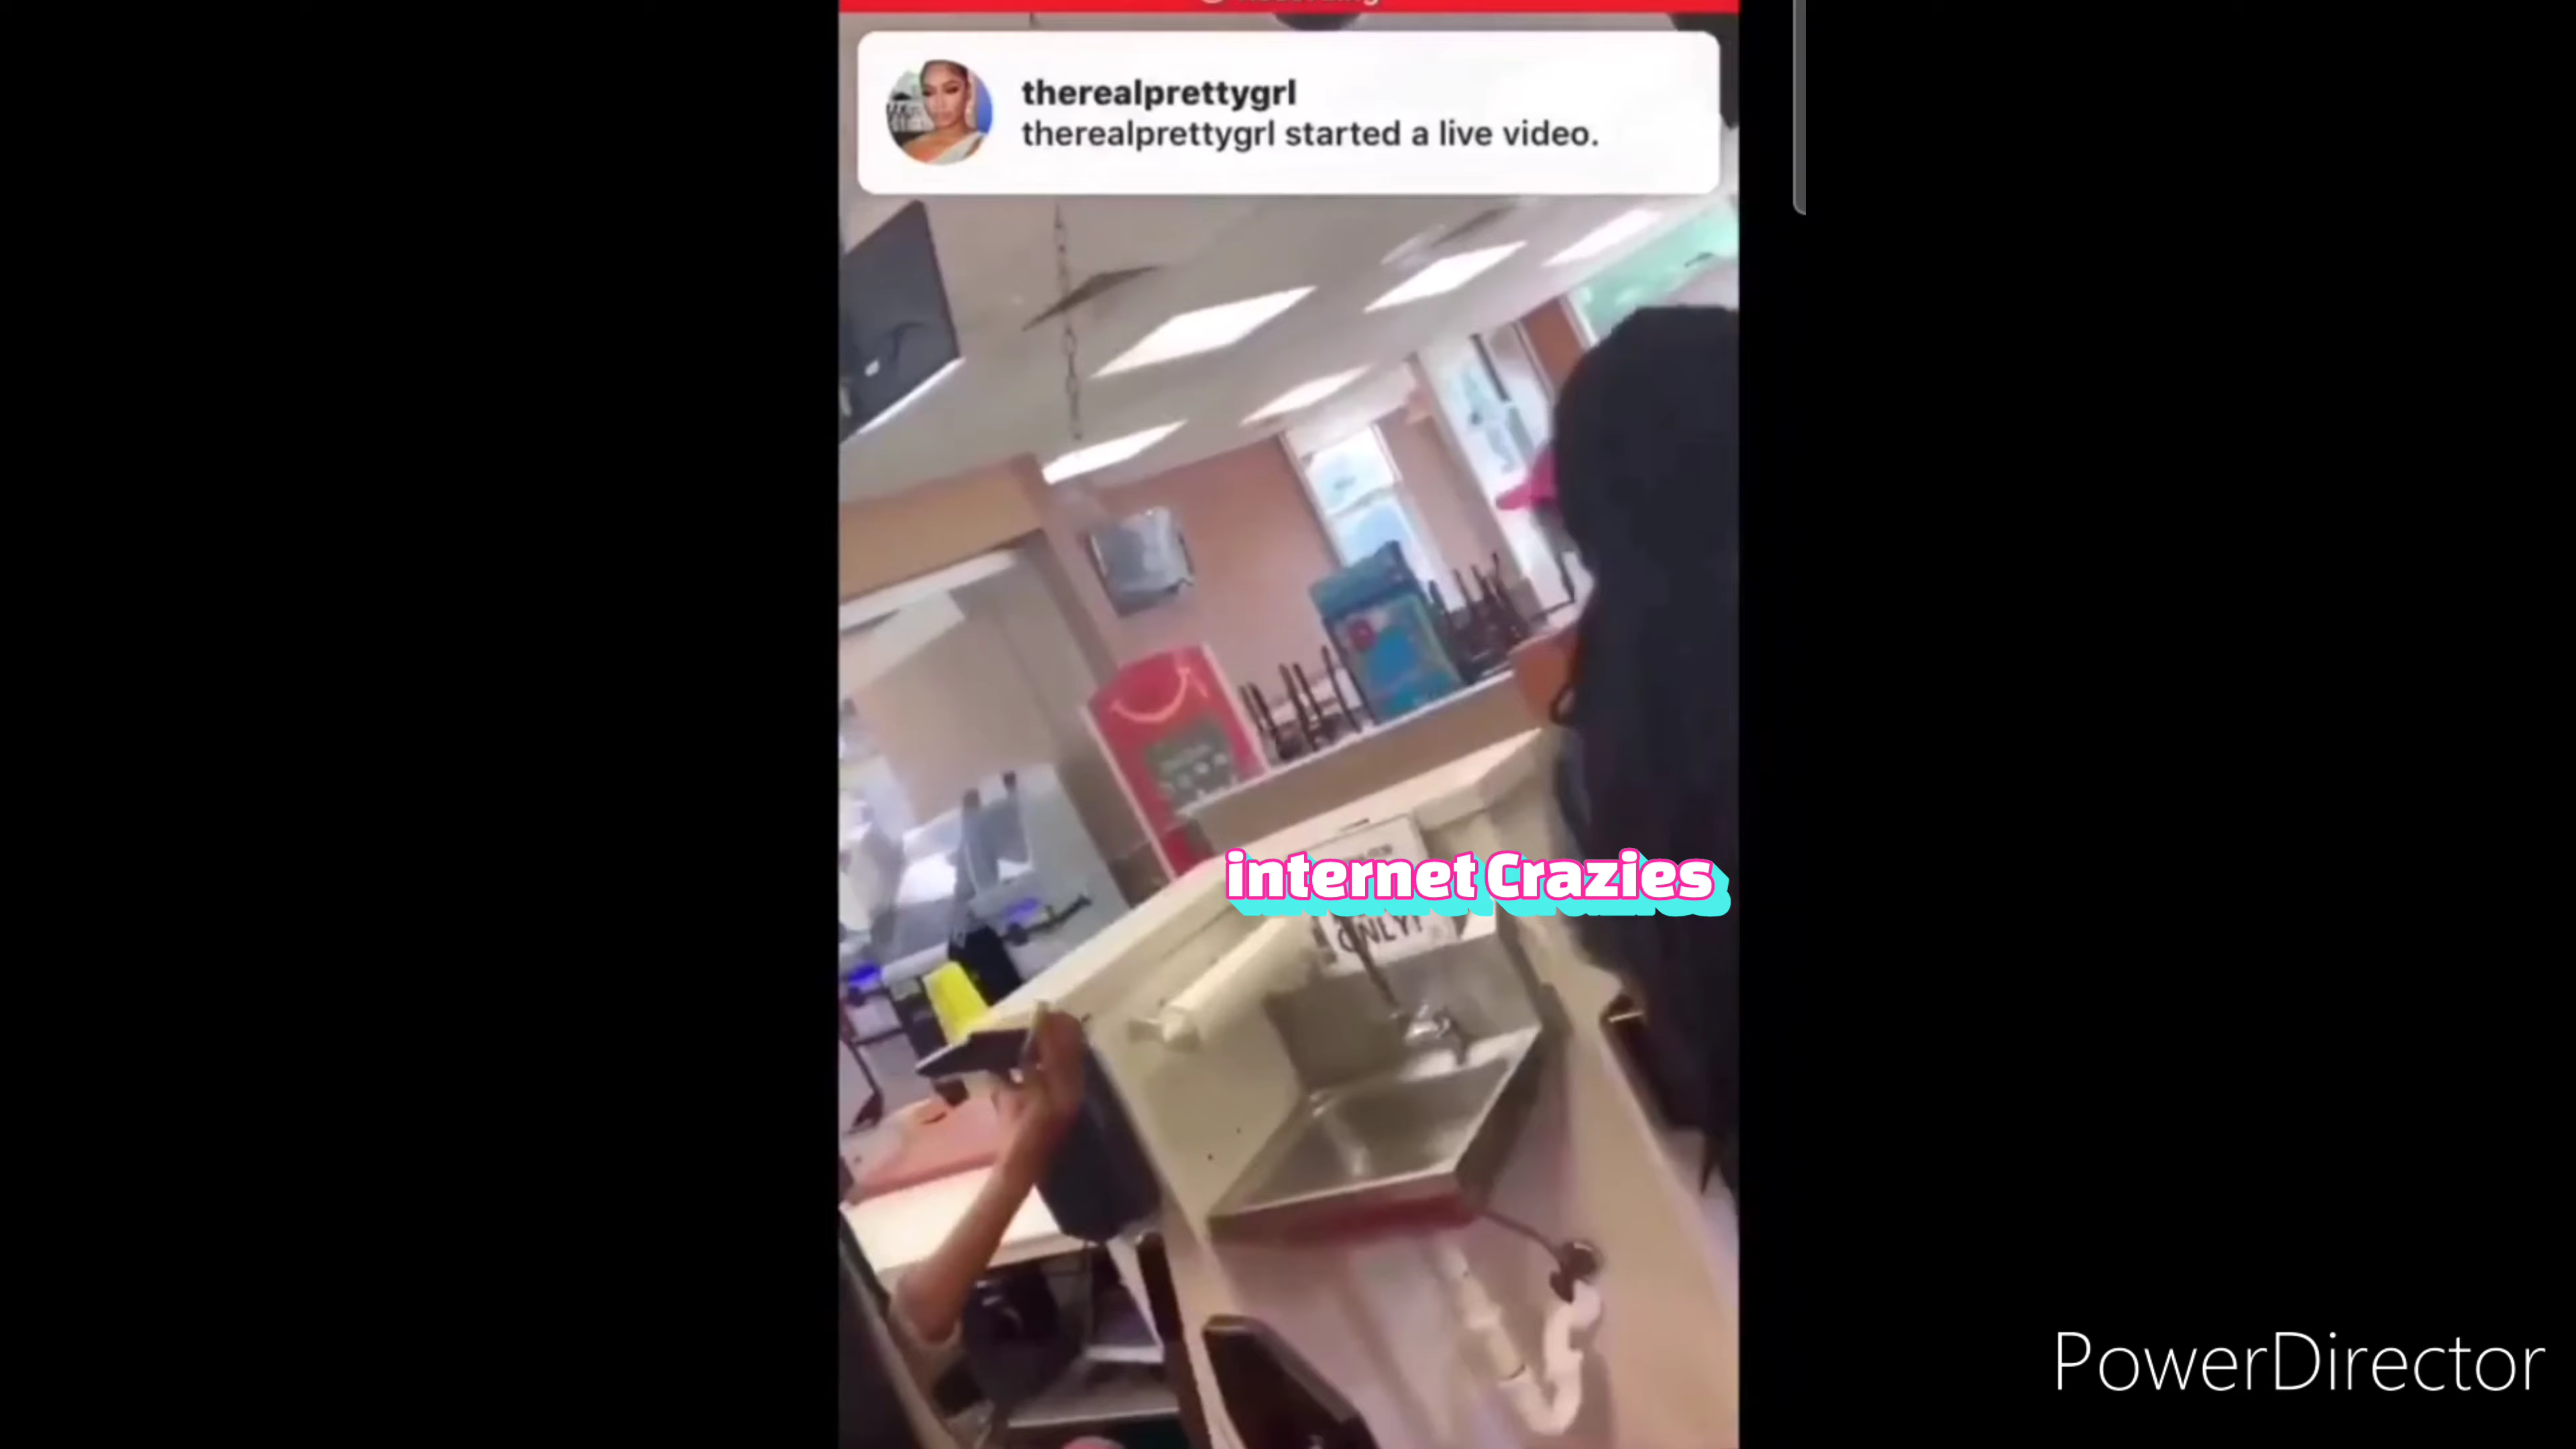 therealprettygrl
therealprettygrl started a live video.
internet Crazies
ONLY!
PowerDirector